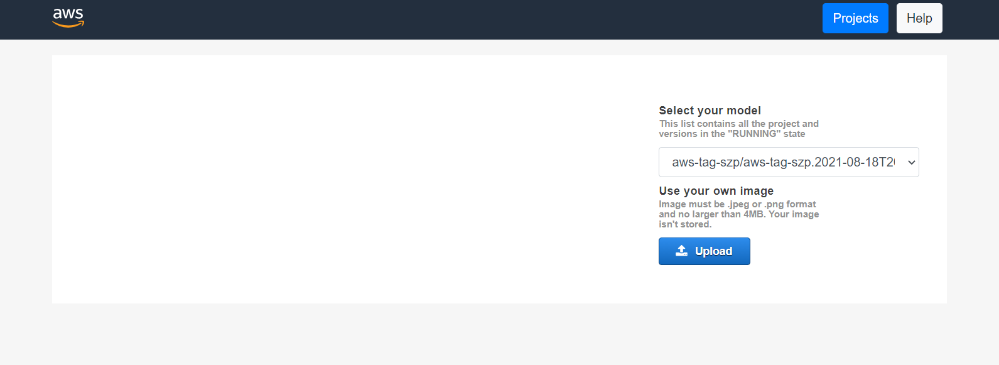 aws
Projects
Help
Select your model
This list contains all the project and
versions in the "RUNNING" state
aws-tag-szp/aws-tag-szp.2021-08-18T2
Use your own image
Image must be .jpeg or .png format
and no larger than 4MB. Your image
isn't stored.
Upload